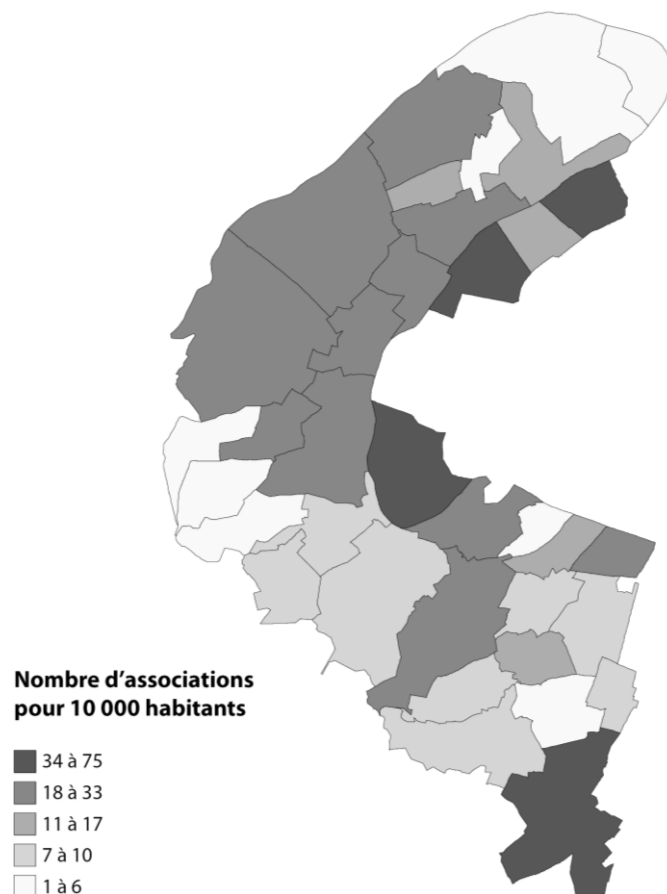 Nombre d’associations
pour 10 000 habitants
34 à 75
18 à 33
11 à 17
7 à 10
1 à 6